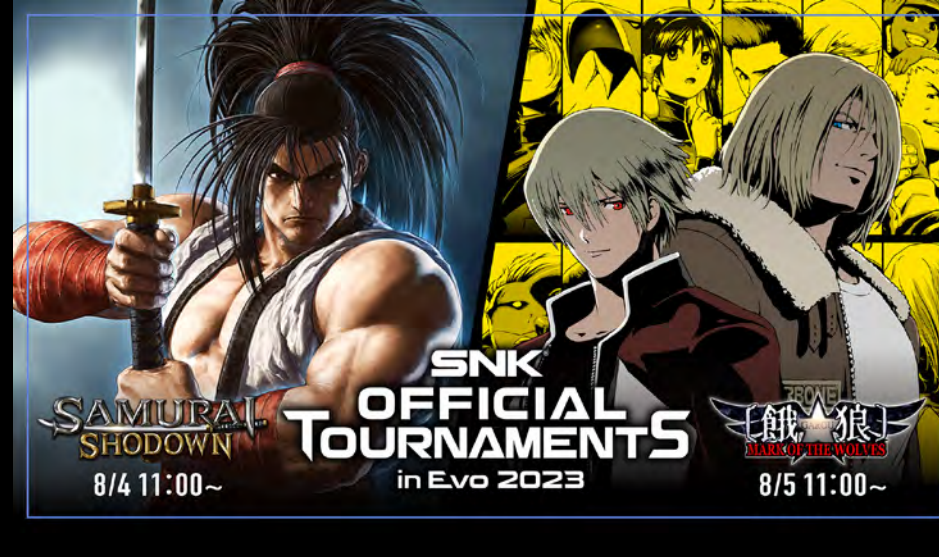 SNK
OFFICIAL
TOURNAMENTS
in Evo 2023
SAMURAI
SHODOWN
8/4 11:00~
餓狼
MARK OF THE WOLVES
8/5 11:00~
RBONE